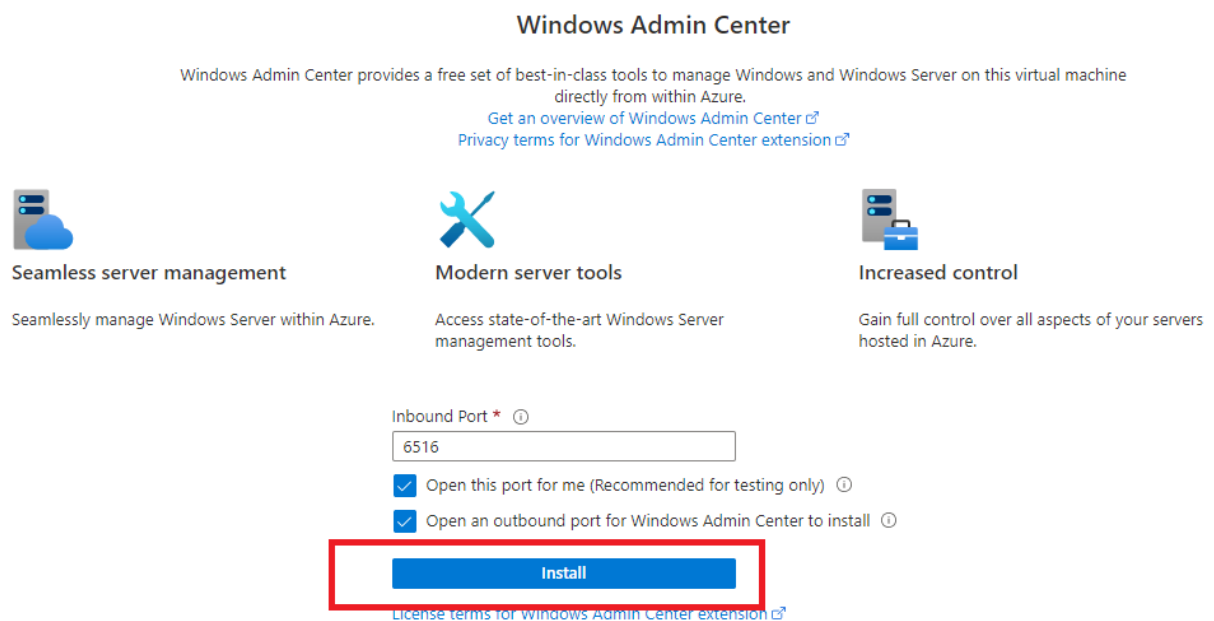 Windows Admin Center
Windows Admin Center provides a free set of best-in-class tools to manage Windows and Windows Server on this virtual machine
directly from within Azure.
Get an overview of Windows Admin Center
Privacy terms for Windows Admin Center extension
Seamless server management
Seamlessly manage Windows Server within Azure.
Modern server tools
Access state-of-the-art Windows Server
management tools.
Increased control
Gain full control over all aspects of your servers
hosted in Azure.
Inbound Port *
6516
Open this port for me (Recommended for testing only)
Open an outbound port for Windows Admin Center to install
Install
License terms for Windows Admin Center extension